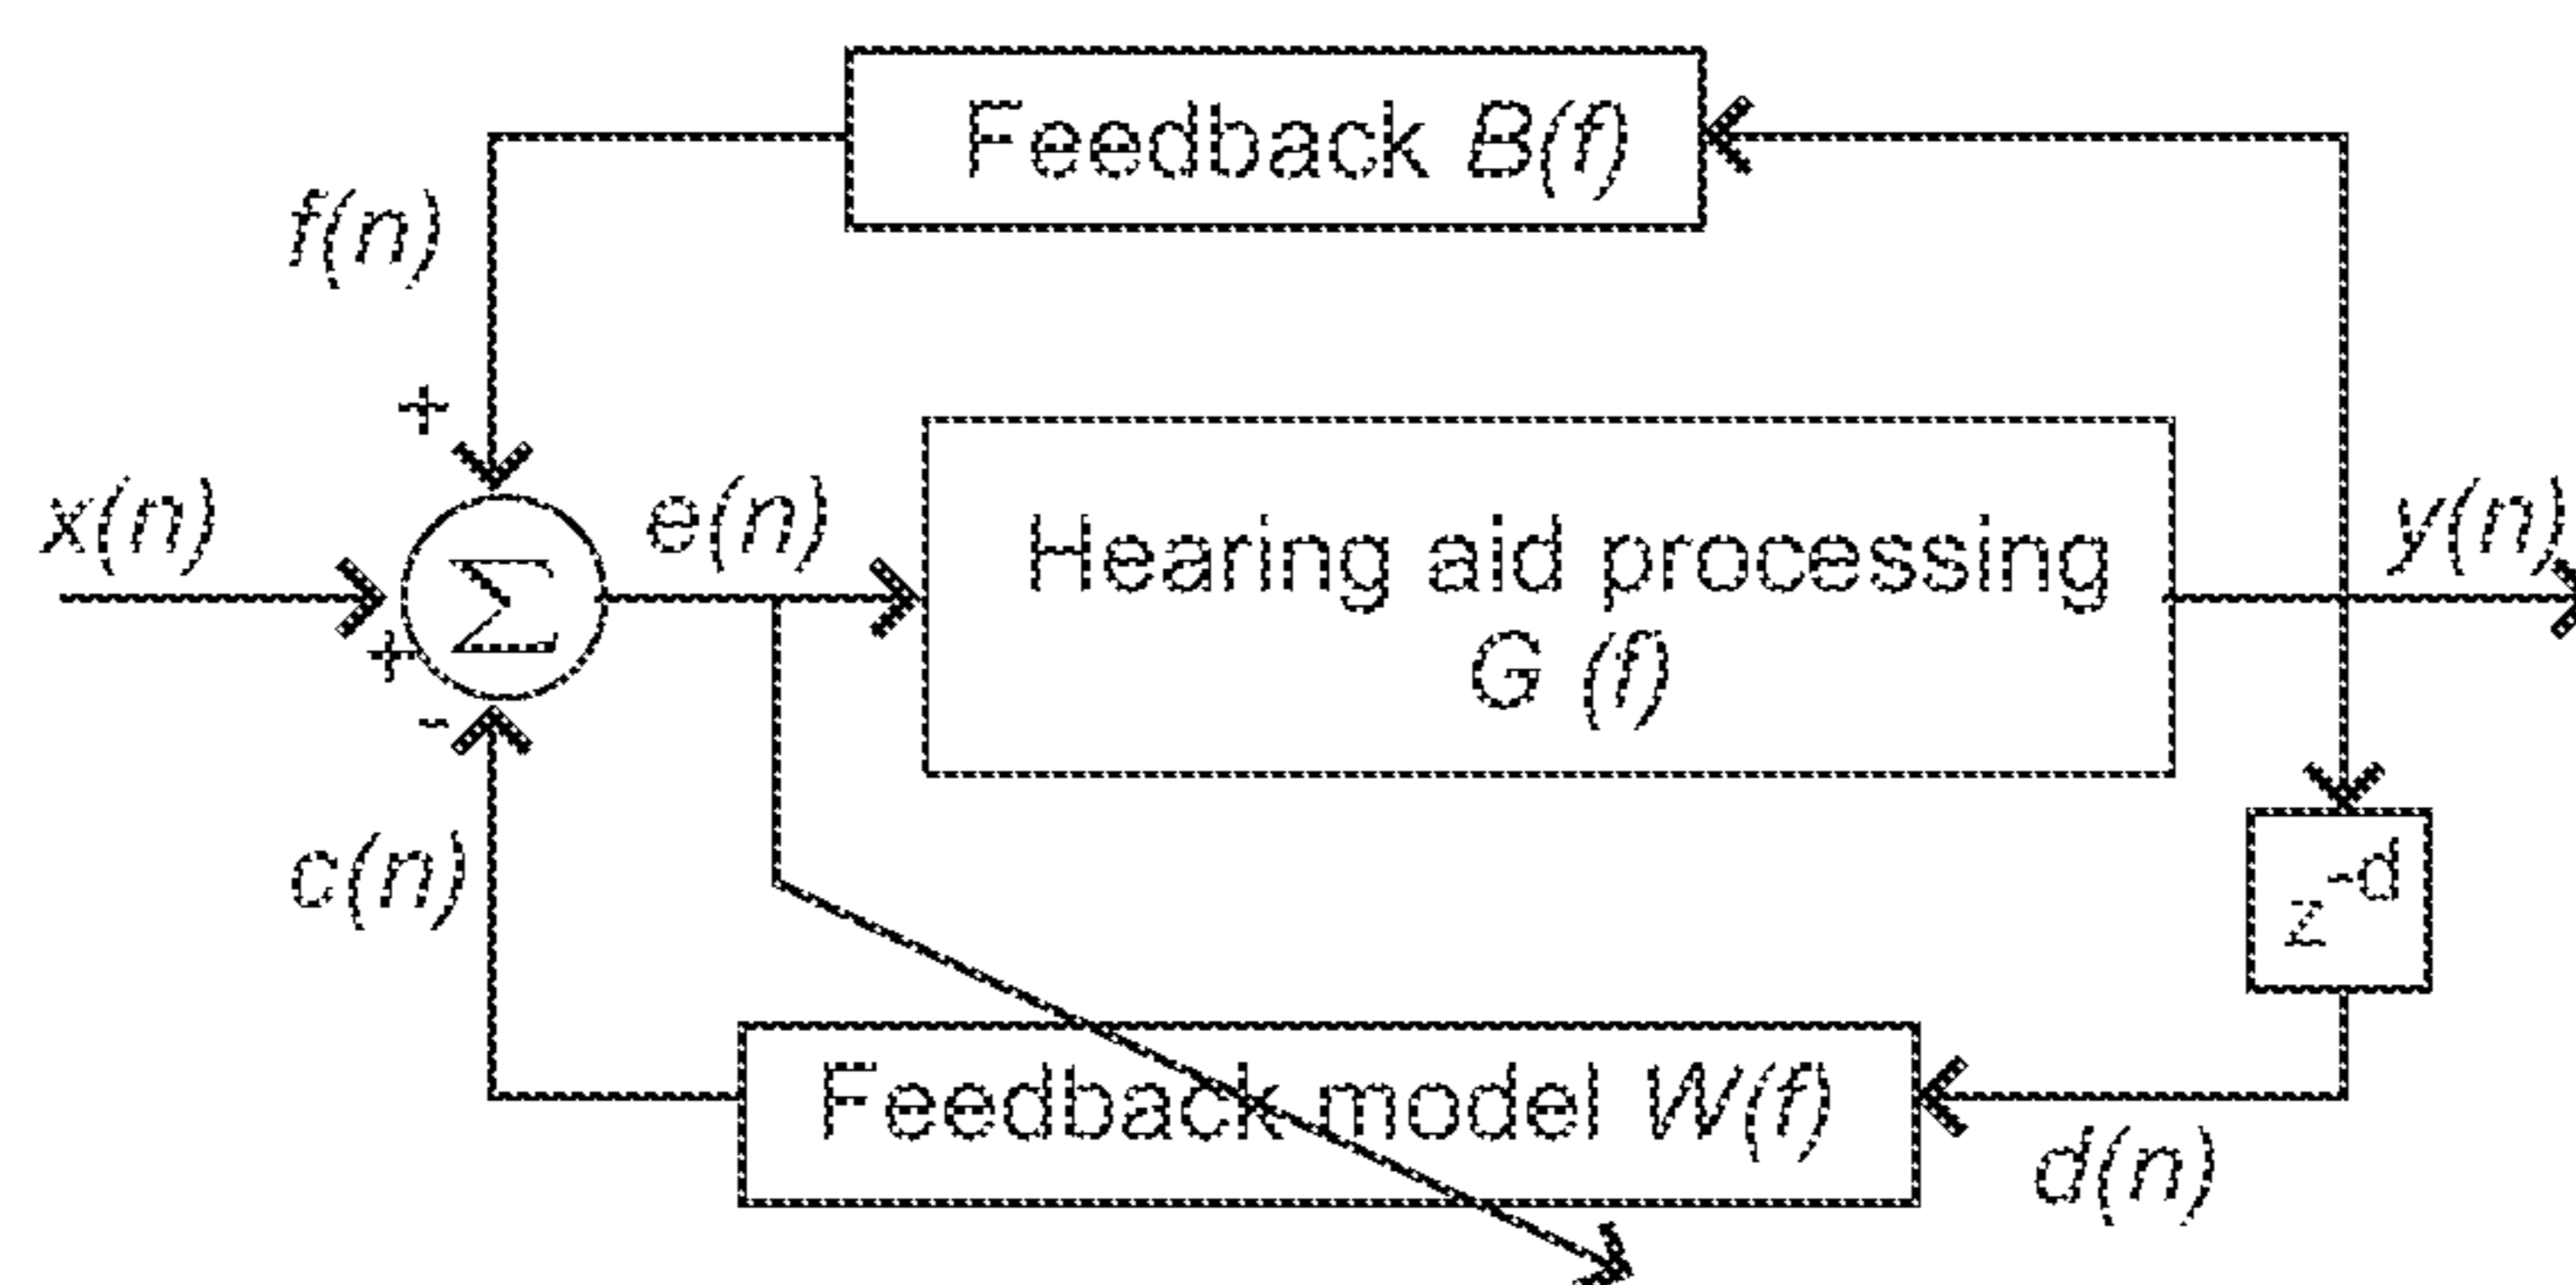 Feedback B(f)
f(n)
+
x(n)
e(n)
Σ
+
-
Hearing aid processing
G (f)
y(n)
c(n)
z^-d
Feedback model W(f)
d(n)